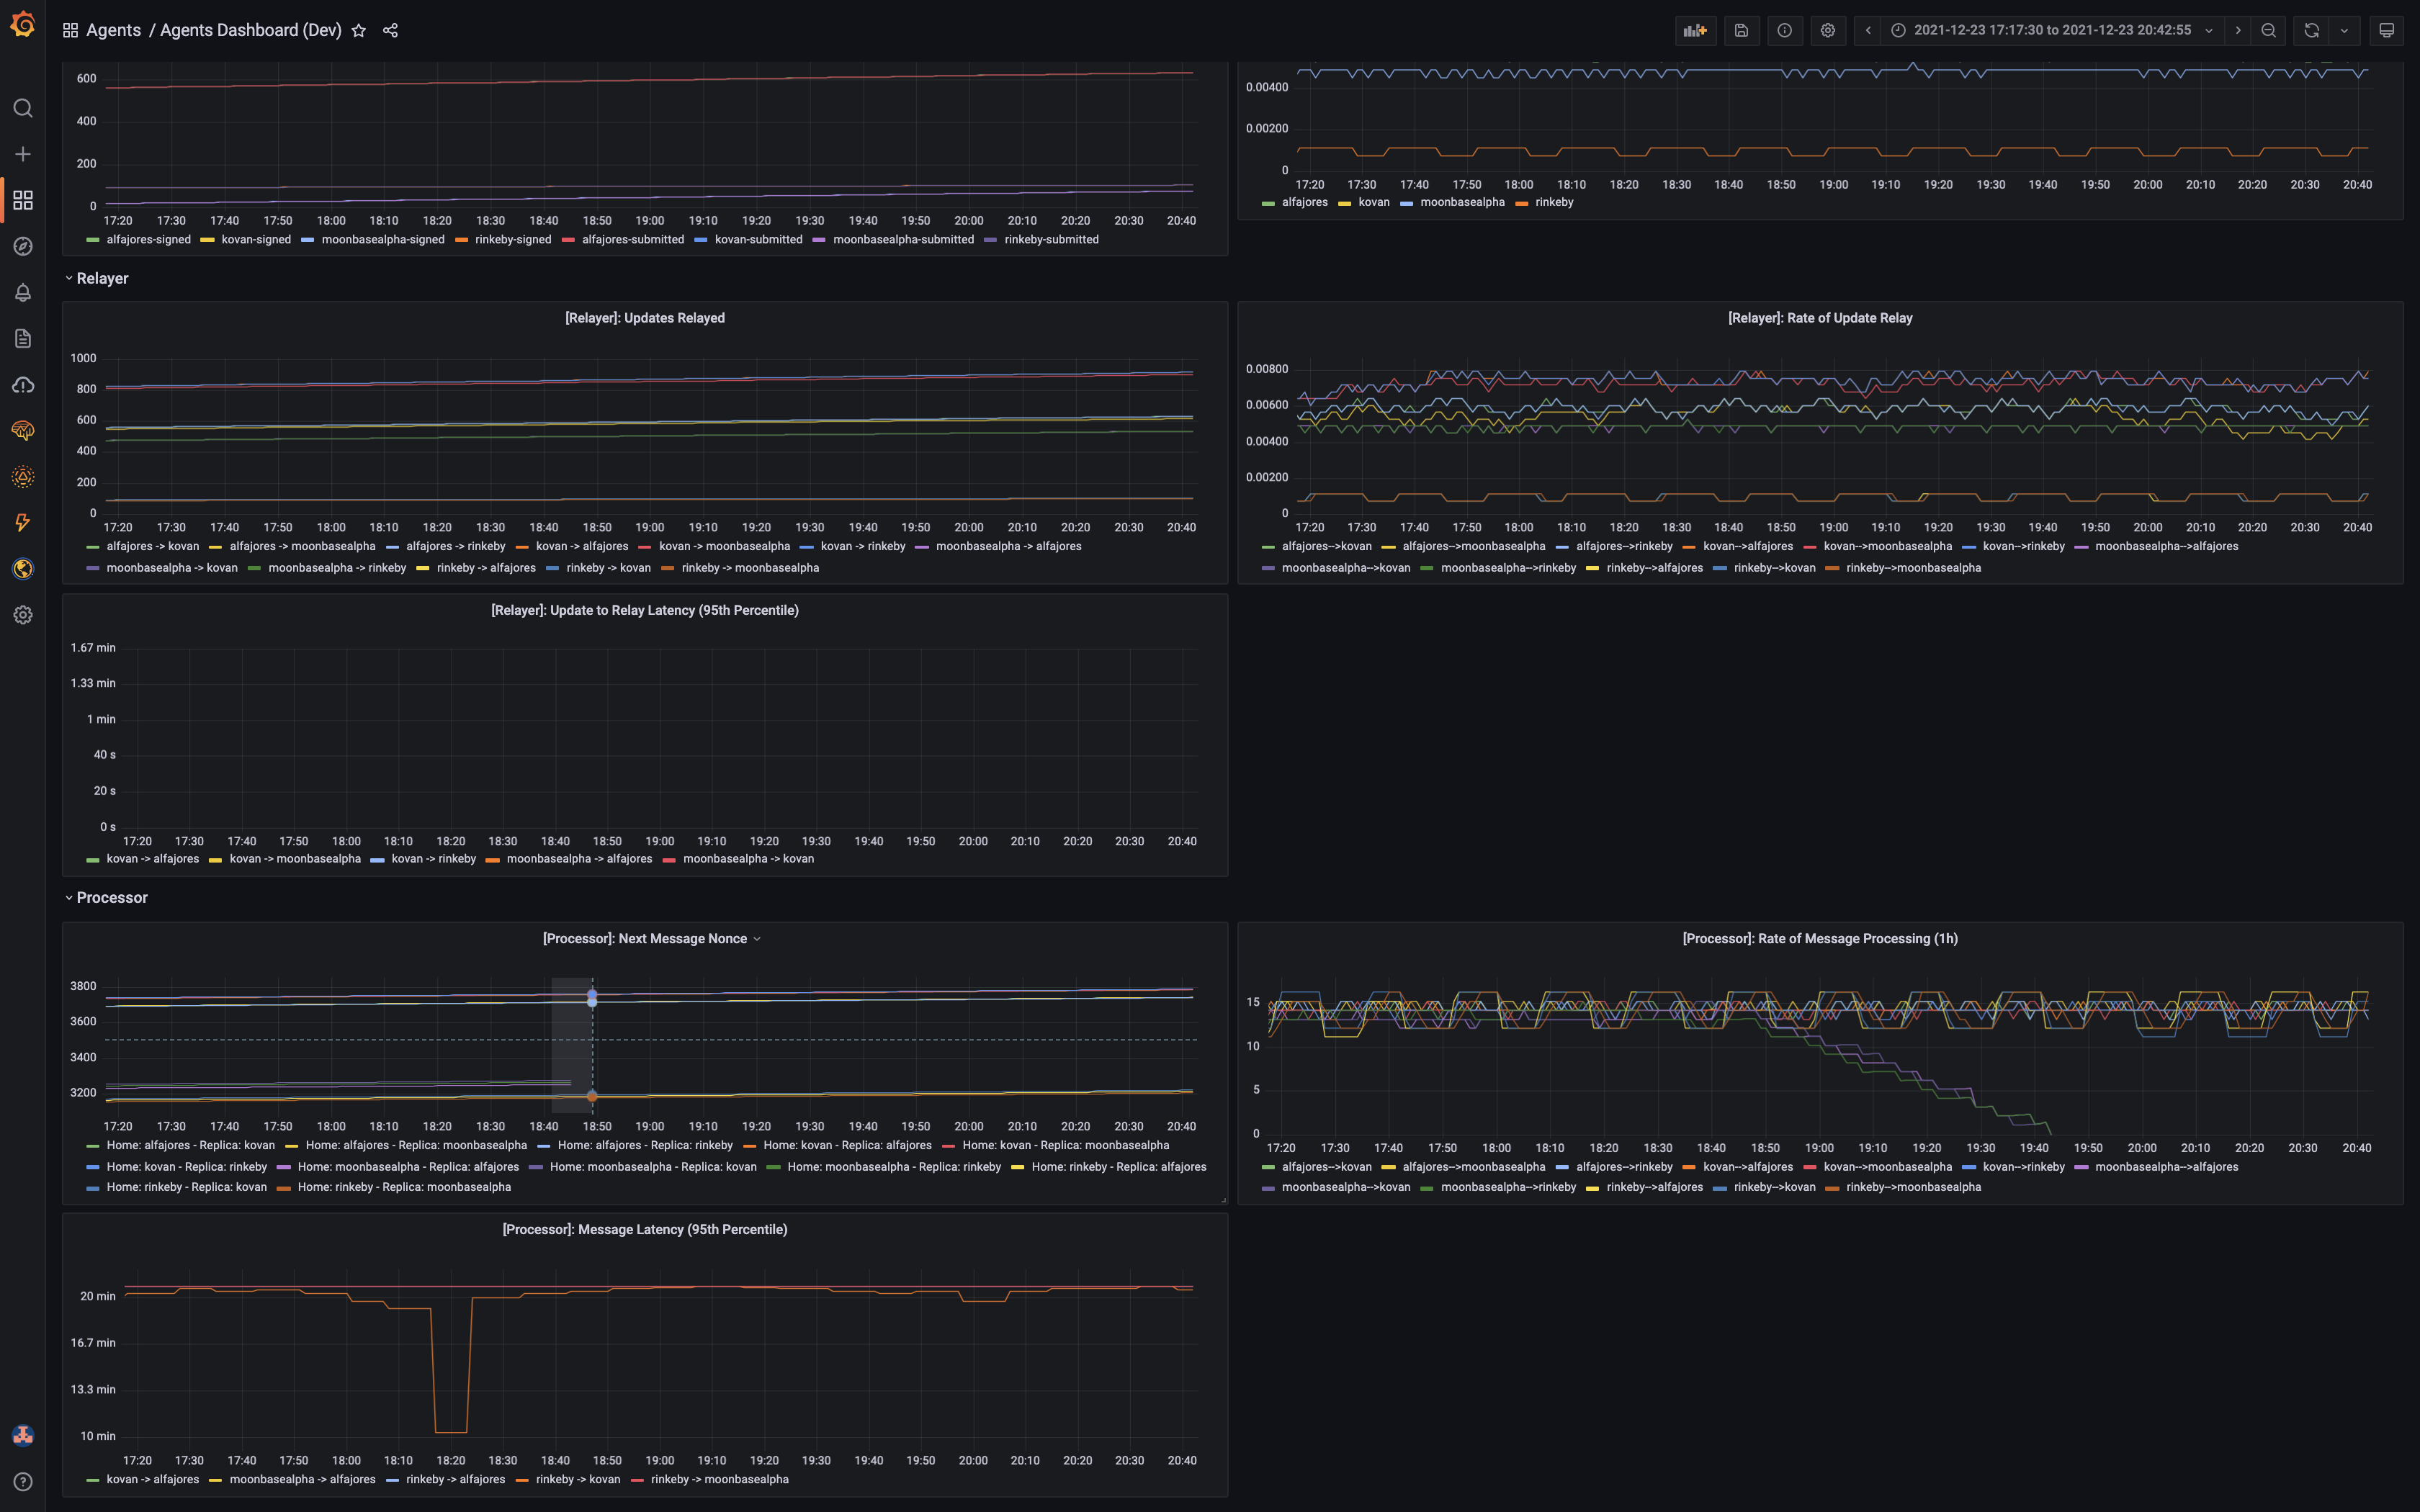 Agents / Agents Dashboard (Dev)
2021-12-23 17:17:30 to 2021-12-23 20:42:55
600
400
200
0
17:20 17:30 17:40 17:50 18:00 18:10 18:20 18:30 18:40 18:50 19:00 19:10 19:20 19:30 19:40 19:50 20:00 20:10 20:20 20:30 20:40
alfajores-signed kovan-signed moonbasealpha-signed rinkeby-signed alfajores-submitted kovan-submitted moonbasealpha-submitted rinkeby-submitted
0.00400
0.00200
0
17:20 17:30 17:40 17:50 18:00 18:10 18:20 18:30 18:40 18:50 19:00 19:10 19:20 19:30 19:40 19:50 20:00 20:10 20:20 20:30 20:40
alfajores kovan moonbasealpha rinkeby
Relayer
[Relayer]: Updates Relayed
1000
800
600
400
200
0
17:20 17:30 17:40 17:50 18:00 18:10 18:20 18:30 18:40 18:50 19:00 19:10 19:20 19:30 19:40 19:50 20:00 20:10 20:20 20:30 20:40
alfajores -> kovan alfajores -> moonbasealpha alfajores -> rinkeby kovan -> alfajores kovan -> moonbasealpha kovan -> rinkeby moonbasealpha -> alfajores
moonbasealpha -> kovan moonbasealpha -> rinkeby rinkeby -> alfajores rinkeby -> kovan rinkeby -> moonbasealpha
[Relayer]: Rate of Update Relay
0.00800
0.00600
0.00400
0.00200
0
17:20 17:30 17:40 17:50 18:00 18:10 18:20 18:30 18:40 18:50 19:00 19:10 19:20 19:30 19:40 19:50 20:00 20:10 20:20 20:30 20:40
alfajores-->kovan alfajores-->moonbasealpha alfajores-->rinkeby kovan-->alfajores kovan-->moonbasealpha kovan-->rinkeby moonbasealpha-->alfajores
moonbasealpha-->kovan moonbasealpha-->rinkeby rinkeby-->alfajores rinkeby-->kovan rinkeby-->moonbasealpha
[Relayer]: Update to Relay Latency (95th Percentile)
1.67 min
1.33 min
1 min
40 s
20 s
0 s
17:20 17:30 17:40 17:50 18:00 18:10 18:20 18:30 18:40 18:50 19:00 19:10 19:20 19:30 19:40 19:50 20:00 20:10 20:20 20:30 20:40
kovan -> alfajores kovan -> moonbasealpha kovan -> rinkeby moonbasealpha -> alfajores moonbasealpha -> kovan
Processor
[Processor]: Next Message Nonce
3800
3600
3400
3200
17:20 17:30 17:40 17:50 18:00 18:10 18:20 18:30 18:40 18:50 19:00 19:10 19:20 19:30 19:40 19:50 20:00 20:10 20:20 20:30 20:40
Home: alfajores - Replica: kovan Home: alfajores - Replica: moonbasealpha Home: alfajores - Replica: rinkeby Home: kovan - Replica: alfajores Home: kovan - Replica: moonbasealpha
Home: kovan - Replica: rinkeby Home: moonbasealpha - Replica: alfajores Home: moonbasealpha - Replica: kovan Home: moonbasealpha - Replica: rinkeby Home: rinkeby - Replica: alfajores
Home: rinkeby - Replica: kovan Home: rinkeby - Replica: moonbasealpha
[Processor]: Rate of Message Processing (1h)
15
10
5
0
17:20 17:30 17:40 17:50 18:00 18:10 18:20 18:30 18:40 18:50 19:00 19:10 19:20 19:30 19:40 19:50 20:00 20:10 20:20 20:30 20:40
alfajores-->kovan alfajores-->moonbasealpha alfajores-->rinkeby kovan-->alfajores kovan-->moonbasealpha kovan-->rinkeby moonbasealpha-->alfajores
moonbasealpha-->kovan moonbasealpha-->rinkeby rinkeby-->alfajores rinkeby-->kovan rinkeby-->moonbasealpha
[Processor]: Message Latency (95th Percentile)
20 min
16.7 min
13.3 min
10 min
17:20 17:30 17:40 17:50 18:00 18:10 18:20 18:30 18:40 18:50 19:00 19:10 19:20 19:30 19:40 19:50 20:00 20:10 20:20 20:30 20:40
kovan -> alfajores moonbasealpha -> alfajores rinkeby -> alfajores rinkeby -> kovan rinkeby -> moonbasealpha